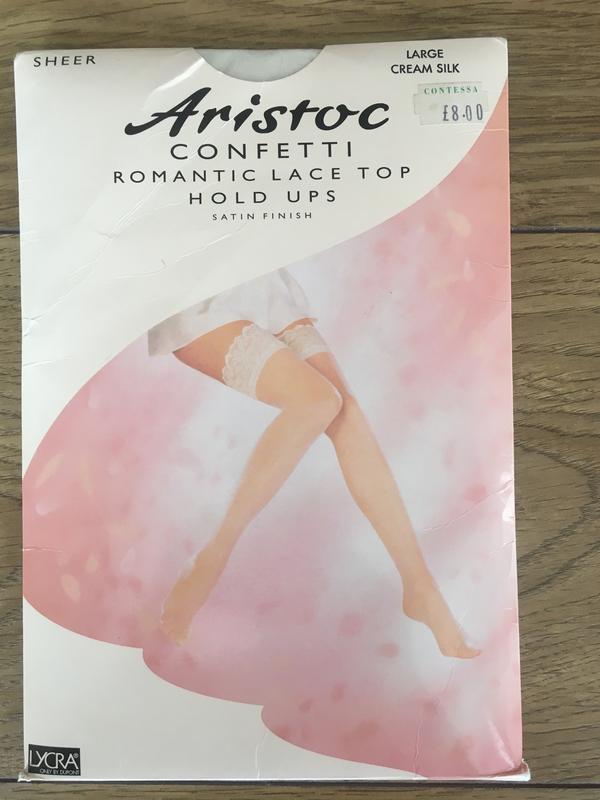 SHEER
LARGE
CREAM SILK
CONTESSA
£8.00
Aristoc
CONFETTI
ROMANTIC LACE TOP
HOLD UPS
SATIN FINISH
LYCRA®
ONLY BY DUPONT